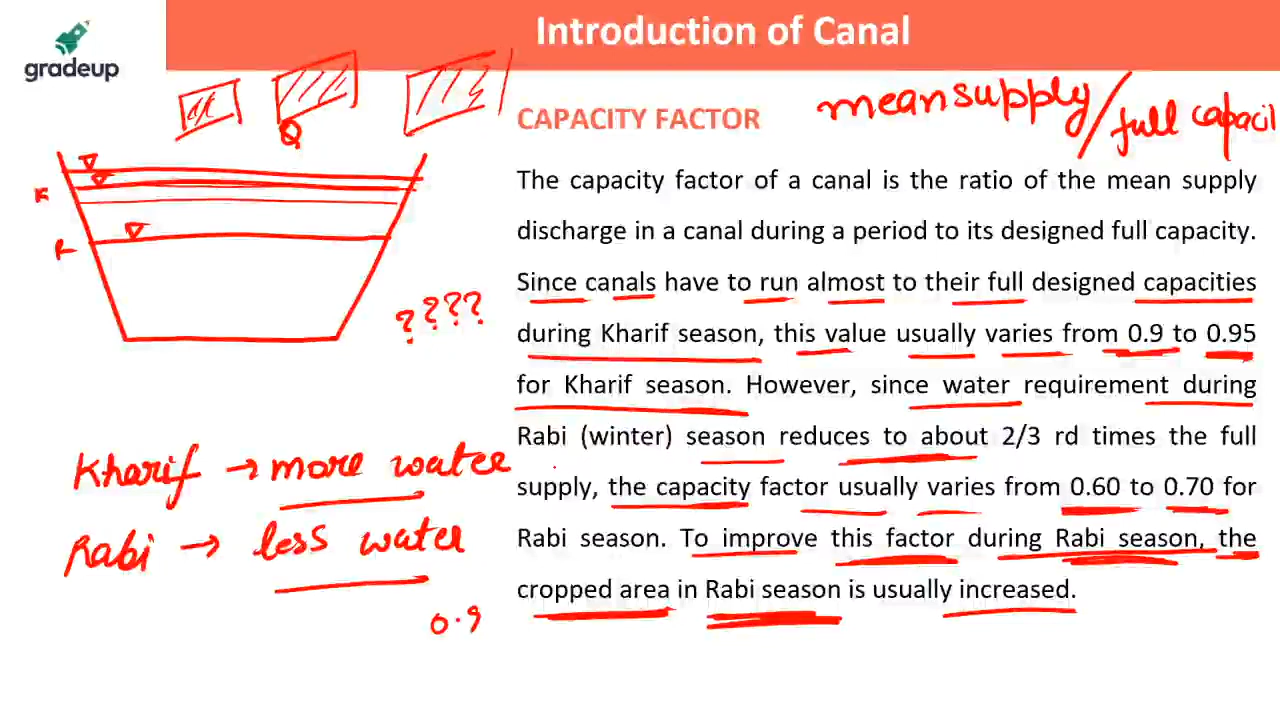 Introduction of Canal
gradeup
CAPACITY FACTOR
mean supply/full capacit
The capacity factor of a canal is the ratio of the mean supply
discharge in a canal during a period to its designed full capacity.
Since canals have to run almost to their full designed capacities
during Kharif season, this value usually varies from 0.9 to 0.95
for Kharif season. However, since water requirement during
Rabi (winter) season reduces to about 2/3 rd times the full
supply, the capacity factor usually varies from 0.60 to 0.70 for
Rabi season. To improve this factor during Rabi season, the
cropped area in Rabi season is usually increased.
Q
K
R
????
Kharif → more water
Rabi → less water
0.9